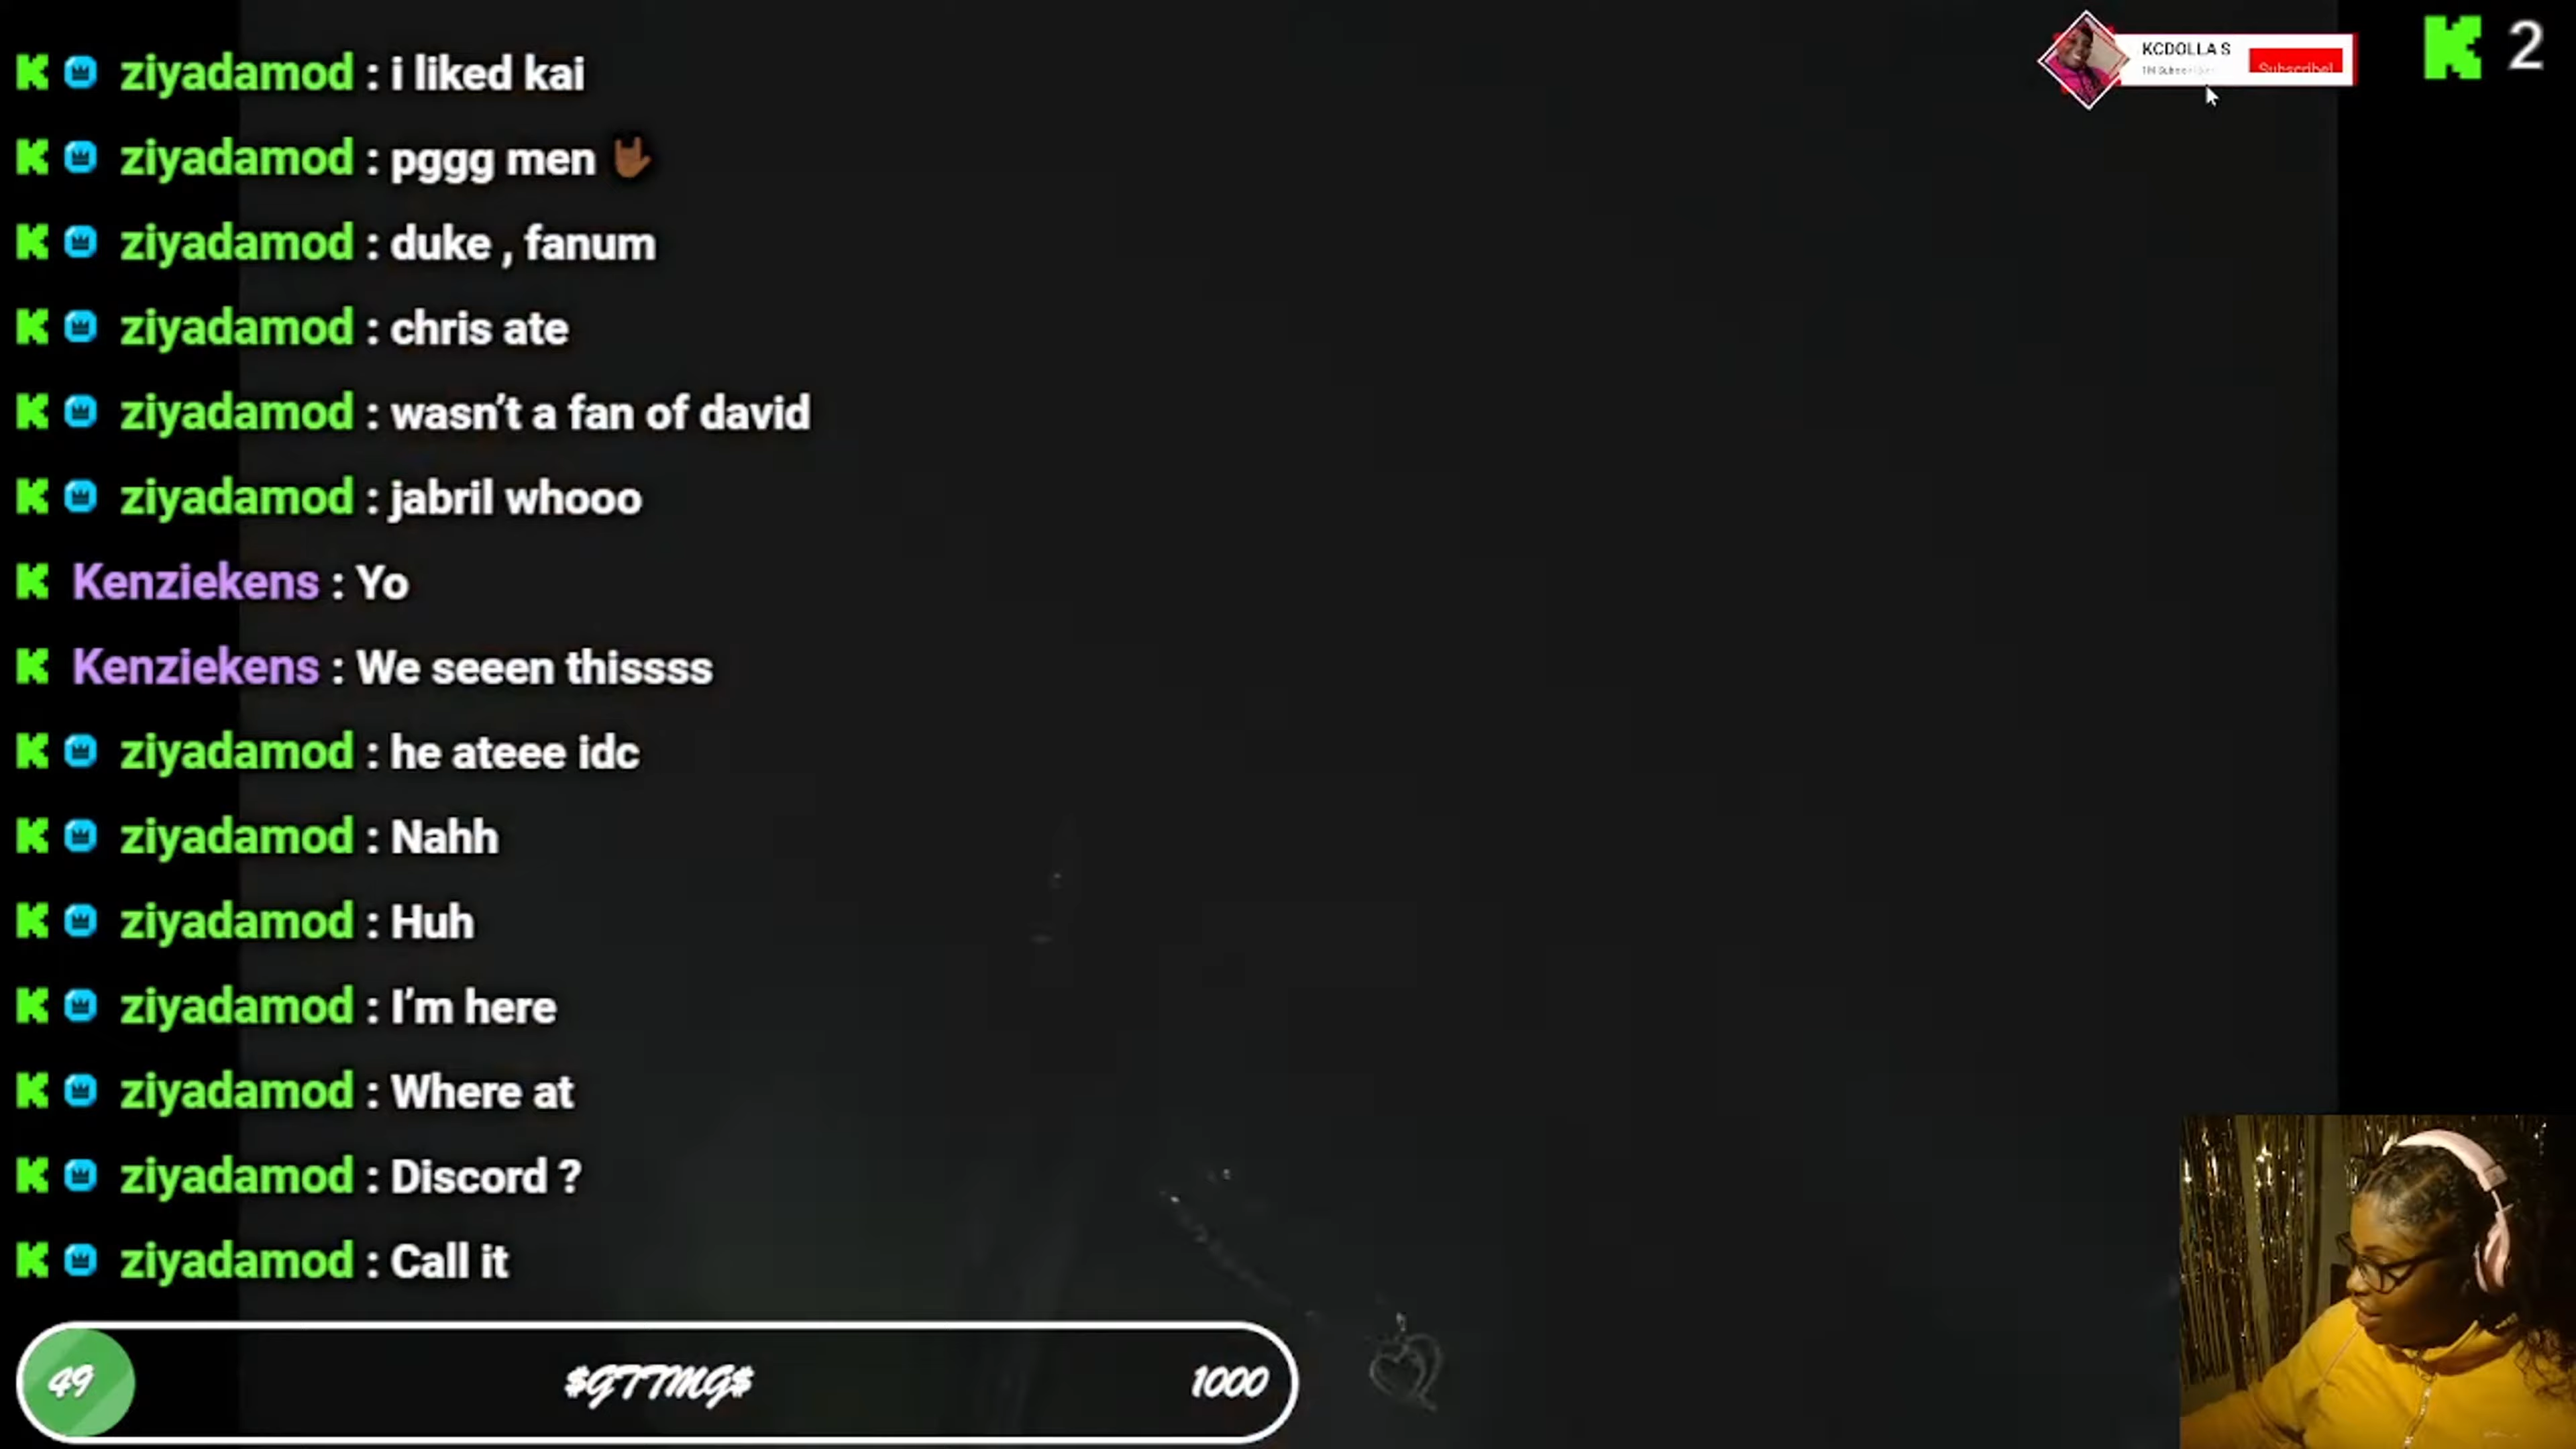 ziyadamod : i liked kai
ziyadamod : pggg men 🤟🏾
ziyadamod : duke , fanum
ziyadamod : chris ate
ziyadamod : wasn’t a fan of david
ziyadamod : jabril whooo
Kenziekens : Yo
Kenziekens : We seeen thissss
ziyadamod : he ateee idc
ziyadamod : Nahh
ziyadamod : Huh
ziyadamod : I’m here
ziyadamod : Where at
ziyadamod : Discord ?
ziyadamod : Call it
49 $GTTMG$ 1000
KCDOLLA S
Subscribe!
2